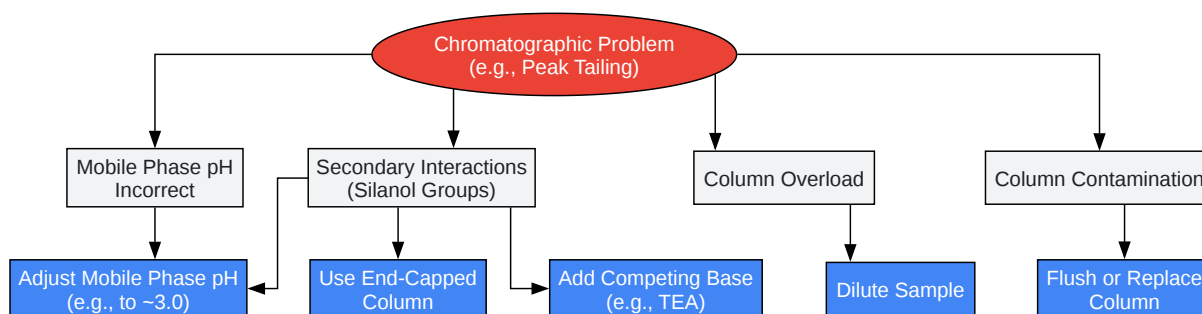 Chromatographic Problem
(e.g., Peak Tailing)
Mobile Phase pH
Incorrect
Secondary Interactions
(Silanol Groups)
Column Overload
Column Contamination
Adjust Mobile Phase pH
(e.g., to ~3.0)
Use End-Capped
Column
Add Competing Base
(e.g., TEA)
Dilute Sample
Flush or Replace
Column